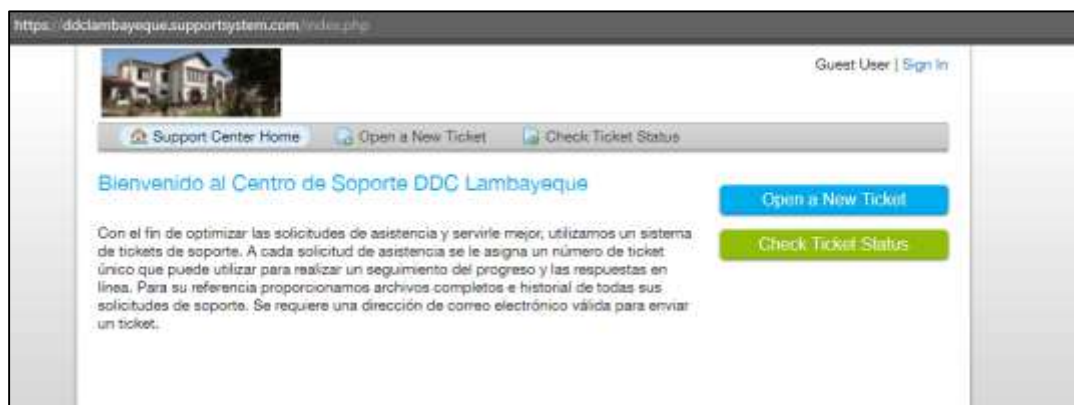 https://ddclambayeque.supportsystem.com/index.php
Guest User | Sign In
Support Center Home
Open a New Ticket
Check Ticket Status
Bienvenido al Centro de Soporte DDC Lambayeque
Open a New Ticket
Check Ticket Status
Con el fin de optimizar las solicitudes de asistencia y servirle mejor, utilizamos un sistema
de tickets de soporte. A cada solicitud de asistencia se le asigna un número de ticket
único que puede utilizar para realizar un seguimiento del progreso y las respuestas en
línea. Para su referencia proporcionamos archivos completos e historial de todas sus
solicitudes de soporte. Se requiere una dirección de correo electrónico válida para enviar
un ticket.